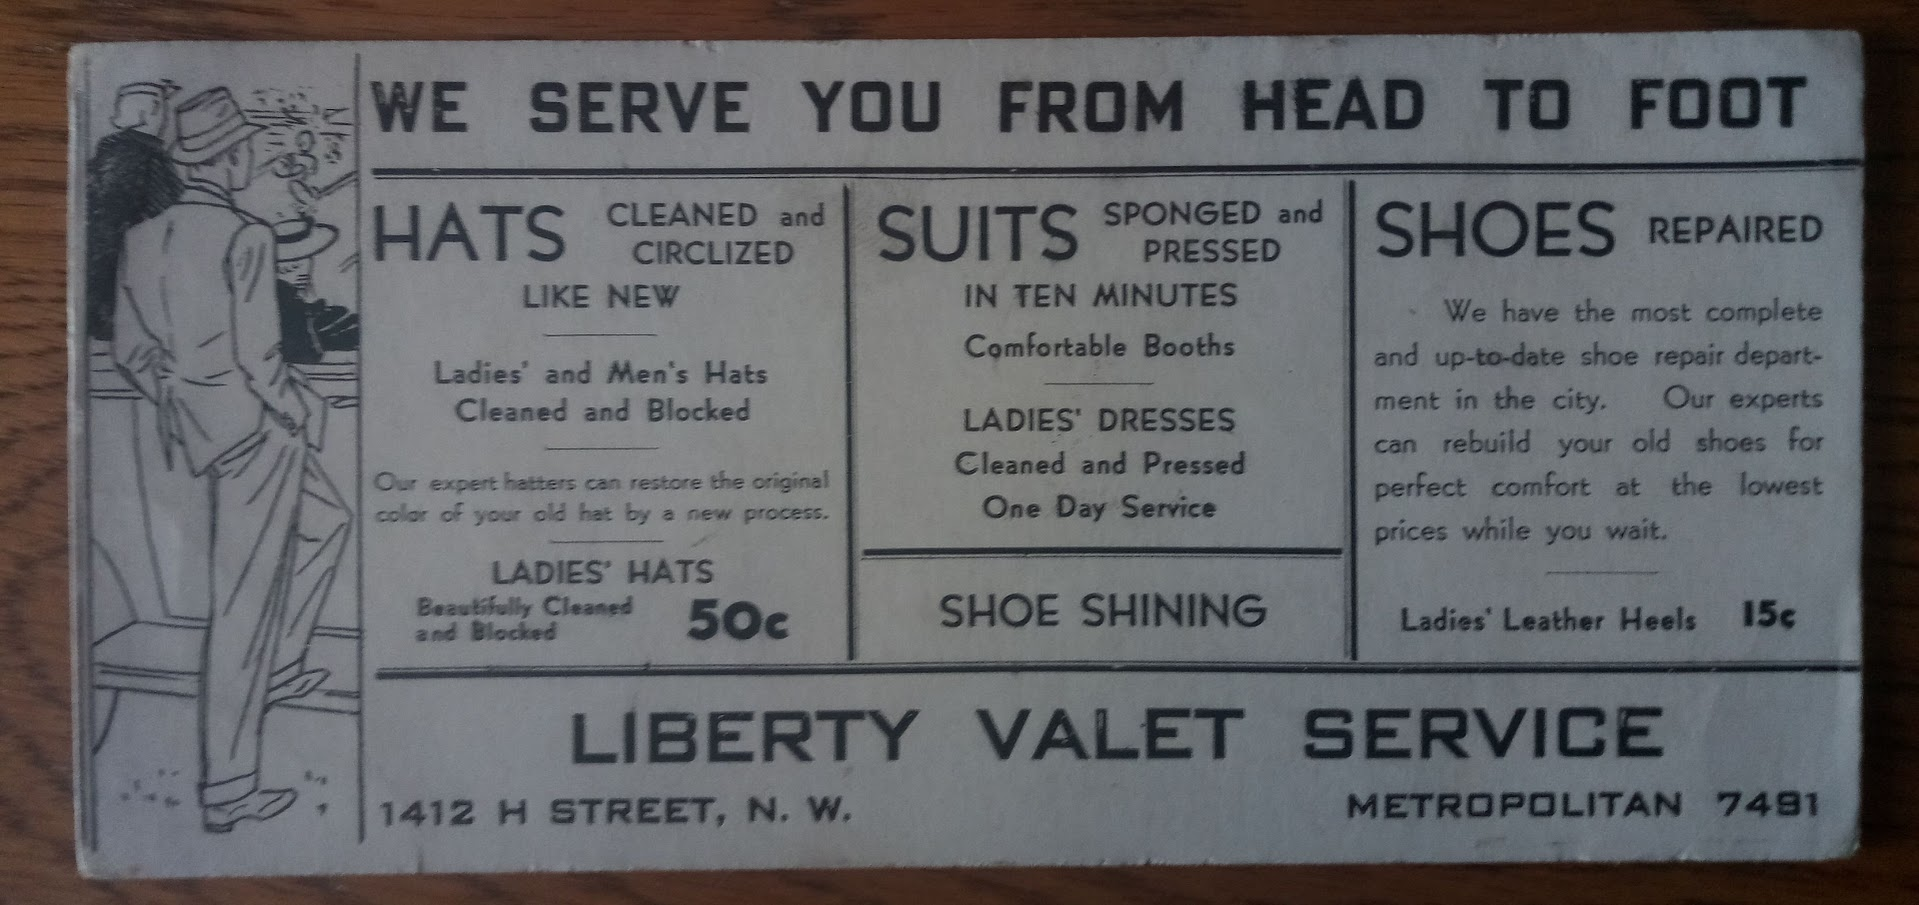 WE SERVE YOU FROM HEAD TO FOOT
HATS CLEANED and
CIRCLIZED
LIKE NEW
Ladies' and Men's Hats
Cleaned and Blocked
Our expert hatters can restore the original
color of your old hat by a new process.
LADIES' HATS
Beautifully Cleaned
and Blocked 50c
SUITS SPONGED and
PRESSED
IN TEN MINUTES
Comfortable Booths
LADIES' DRESSES
Cleaned and Pressed
One Day Service
SHOE SHINING
SHOES REPAIRED
We have the most complete
and up-to-date shoe repair depart-
ment in the city. Our experts
can rebuild your old shoes for
perfect comfort at the lowest
prices while you wait.
Ladies' Leather Heels 15c
LIBERTY VALET SERVICE
1412 H STREET, N. W.
METROPOLITAN 7481